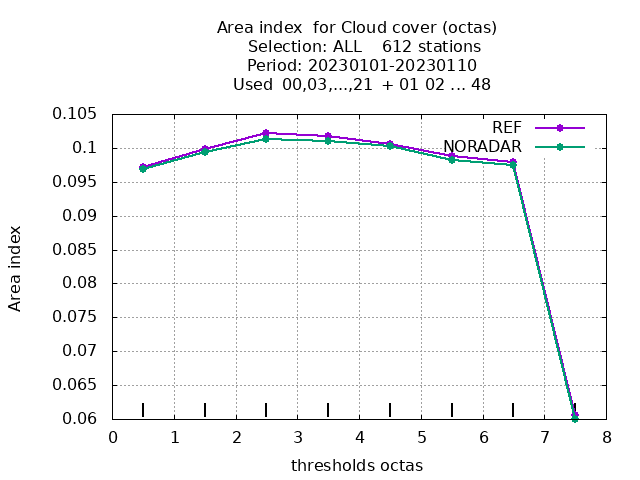 Area index  for Cloud cover (octas)
Selection: ALL    612 stations
Period: 20230101-20230110
Used  00,03,...,21  + 01 02 ... 48
REF
NORADAR
0.105
0.1
0.095
0.09
0.085
0.08
0.075
0.07
0.065
0.06
Area index
0 1 2 3 4 5 6 7 8
thresholds octas